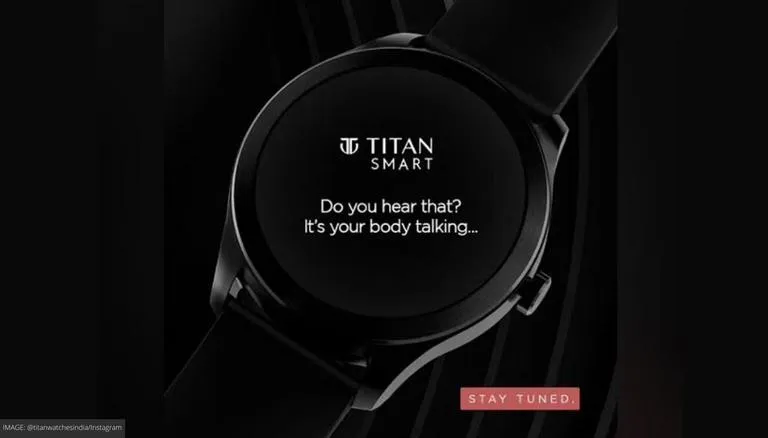 TITAN
SMART
Do you hear that?
It's your body talking...
STAY TUNED.
IMAGE: @titanwatchesindia/Instagram